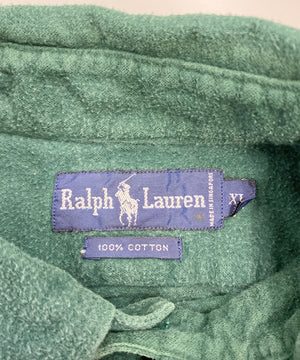 Ralph Lauren
MADE IN SINGAPORE
XL
100% COTTON